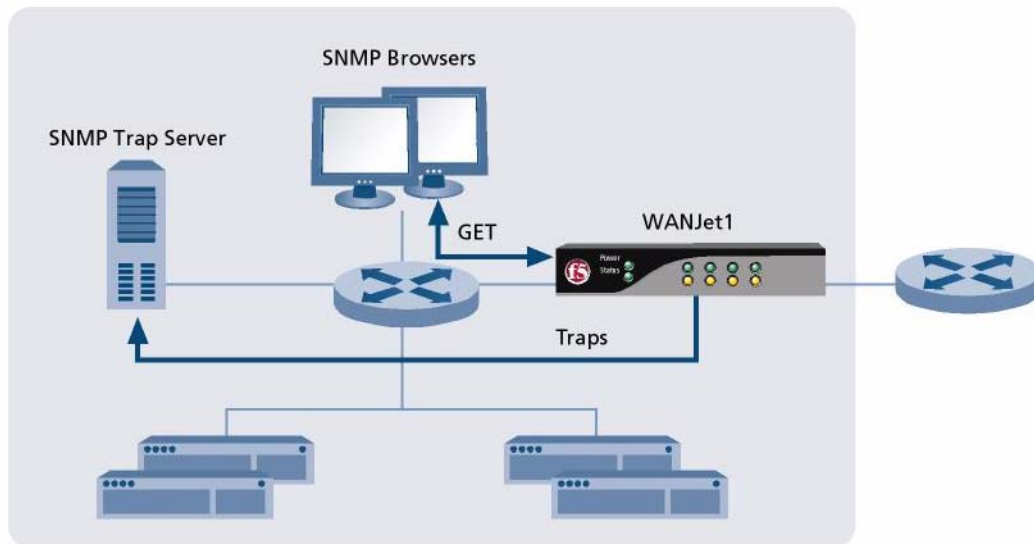 SNMP Browsers
SNMP Trap Server
GET
WANJet1
f5
Power
Status
Traps